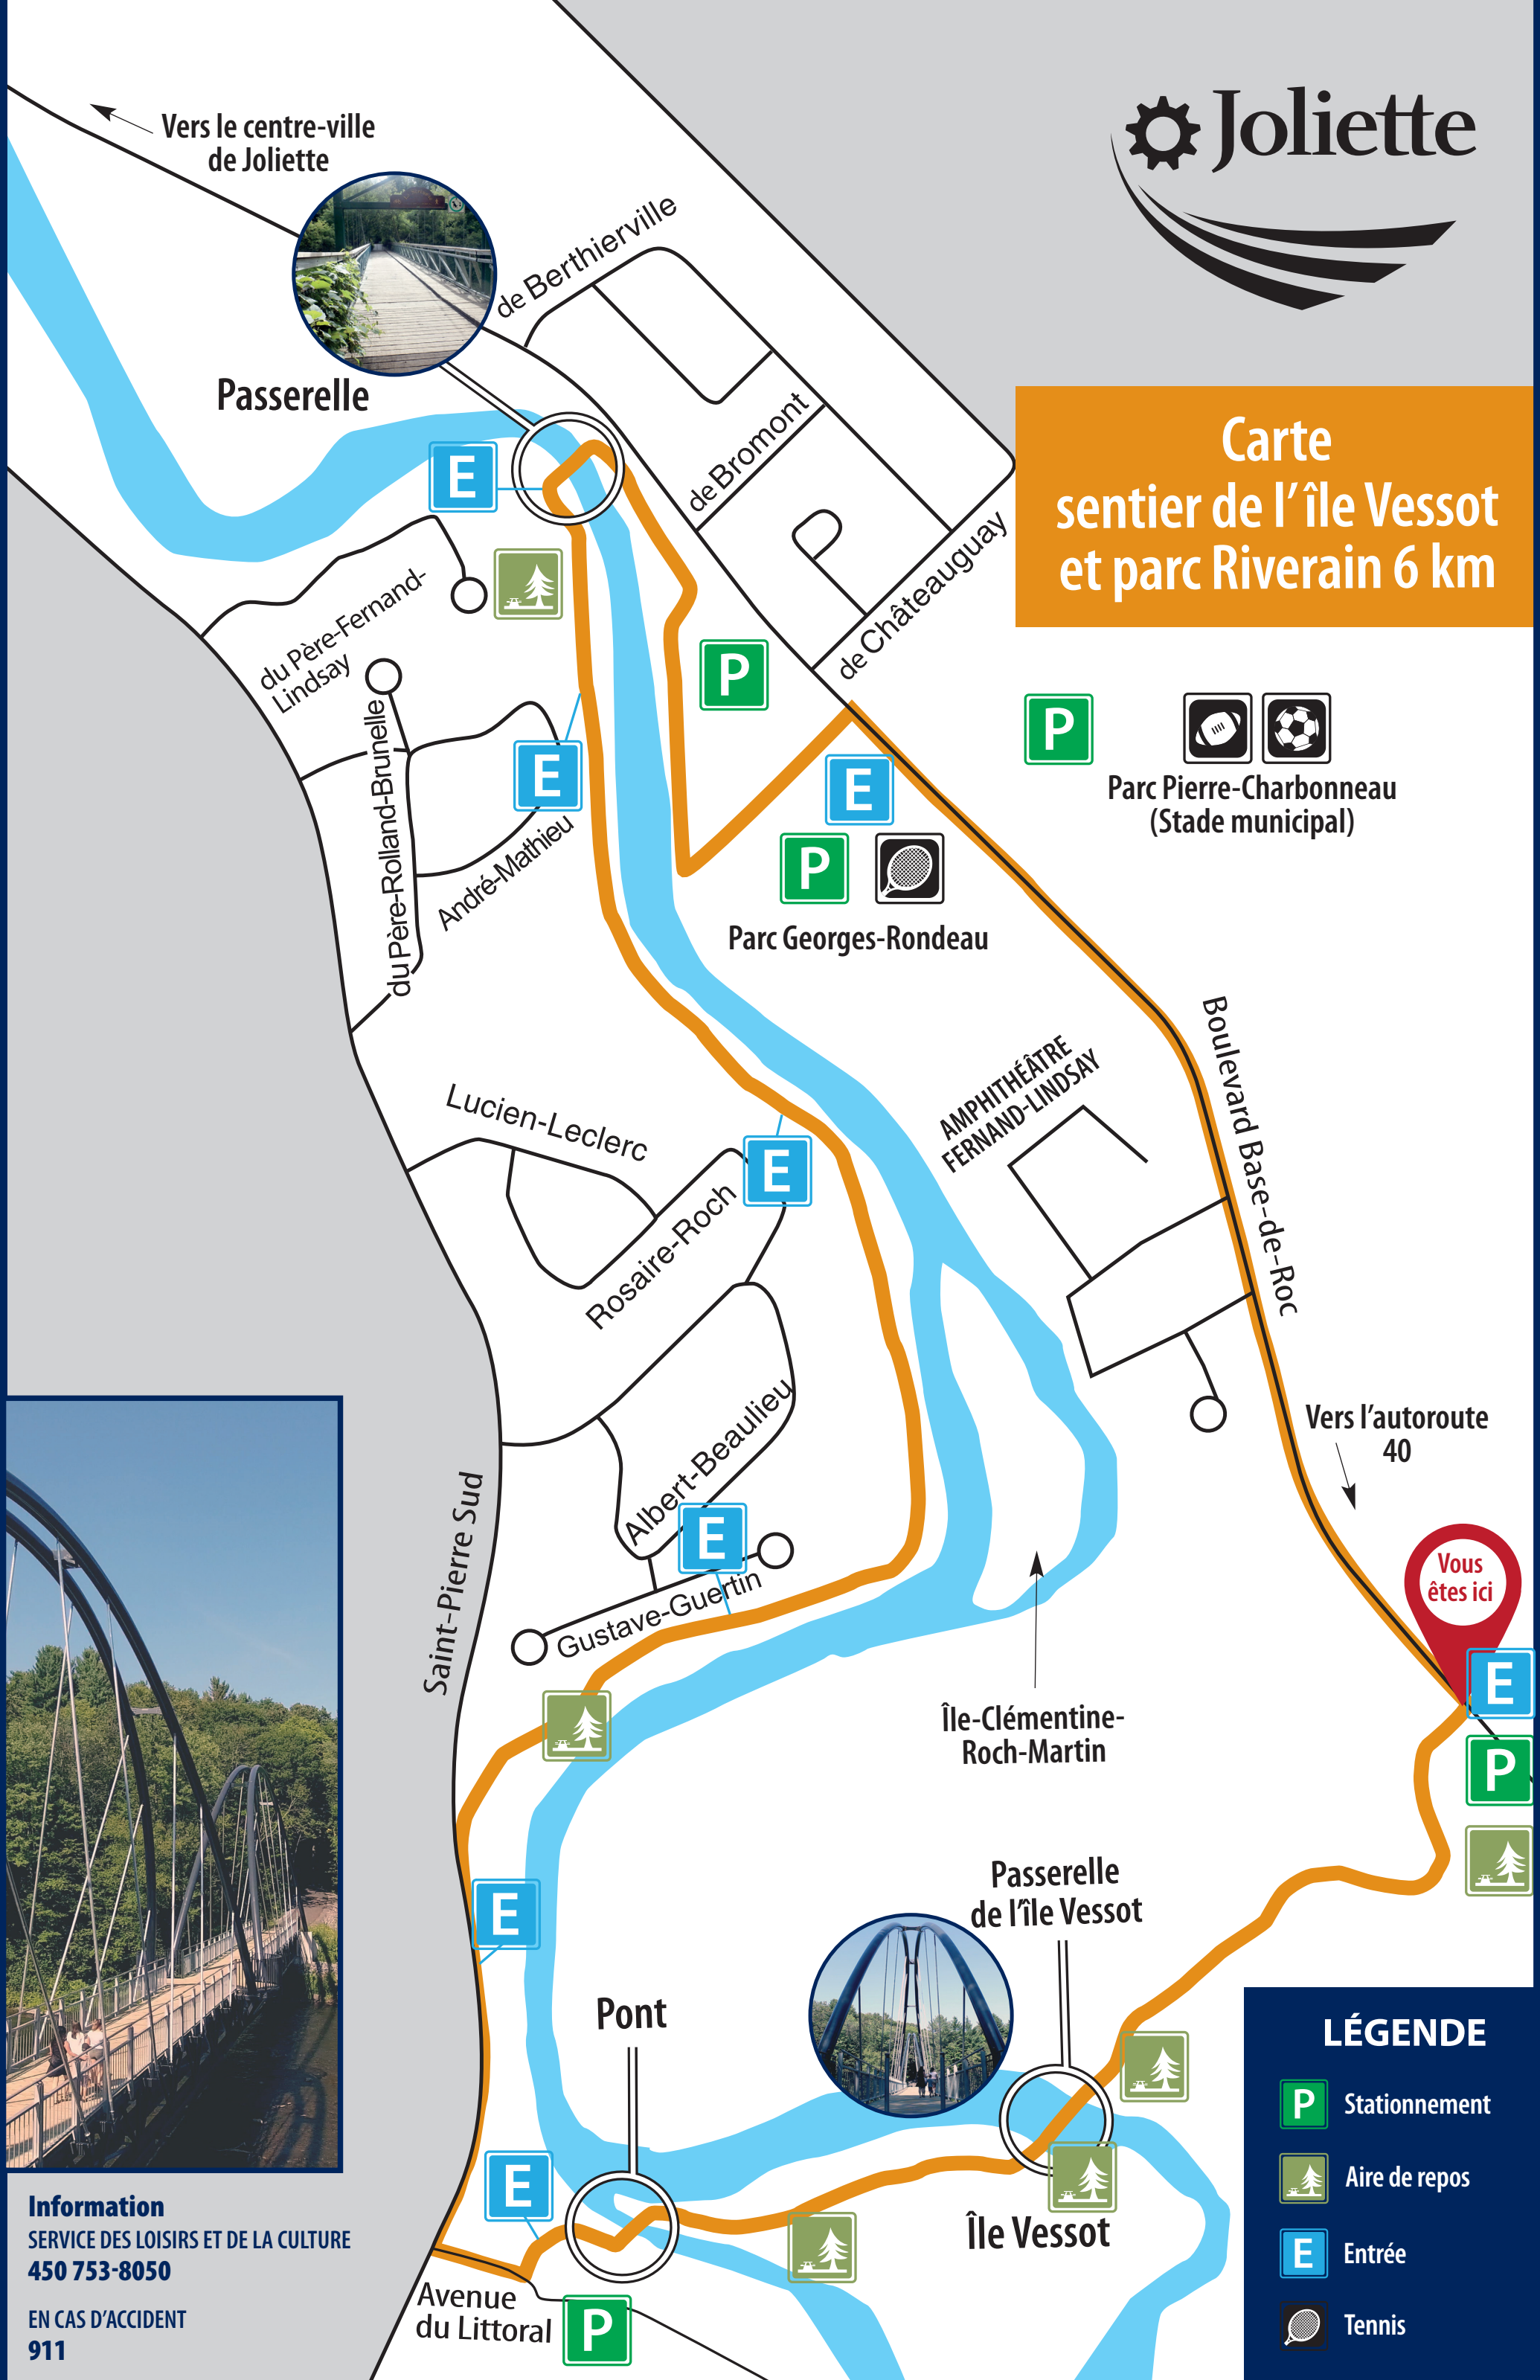 Joliette
Vers le centre-ville
de Joliette
de Berthierville
Passerelle
E
de Bromont
Carte
sentier de l'île Vessot
et parc Riverain 6 km
de Châteauguay
du Père-Fernand-
Lindsay
P
P
Parc Pierre-Charbonneau
(Stade municipal)
du Père-Rolland-Brunelle
E
E
André-Mathieu
P
Parc Georges-Rondeau
Boulevard Base-de-Roc
AMPHITHÉÂTRE
FERNAND-LINDSAY
Lucien-Leclerc
E
Rosaire-Roch
Albert-Beaulieu
Vers l'autoroute
40
Saint-Pierre Sud
E
Gustave-Guertin
Vous
êtes ici
E
P
Île-Clémentine-
Roch-Martin
E
Passerelle
de l'île Vessot
Pont
E
Île Vessot
Avenue
du Littoral
P
LÉGENDE
P Stationnement
Aire de repos
E Entrée
Tennis
Information
SERVICE DES LOISIRS ET DE LA CULTURE
450 753-8050
EN CAS D'ACCIDENT
911